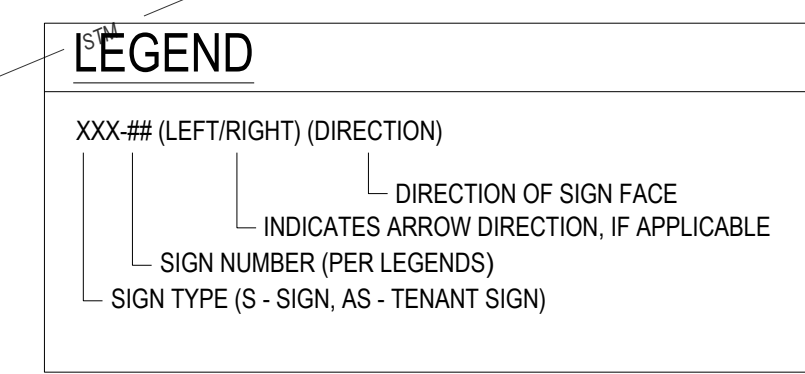 STM
LEGEND
XXX-## (LEFT/RIGHT) (DIRECTION)
DIRECTION OF SIGN FACE
INDICATES ARROW DIRECTION, IF APPLICABLE
SIGN NUMBER (PER LEGENDS)
SIGN TYPE (S - SIGN, AS - TENANT SIGN)